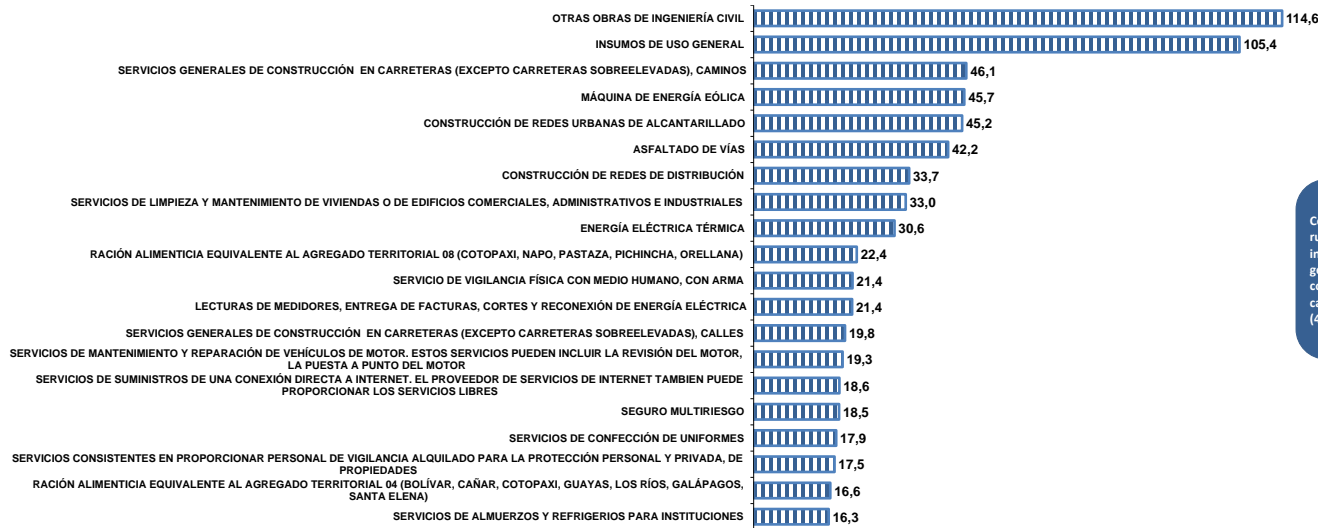 OTRAS OBRAS DE INGENIERÍA CIVIL 114,6
INSUMOS DE USO GENERAL 105,4
SERVICIOS GENERALES DE CONSTRUCCIÓN EN CARRETERAS (EXCEPTO CARRETERAS SOBREELEVADAS), CAMINOS 46,1
MÁQUINA DE ENERGÍA EÓLICA 45,7
CONSTRUCCIÓN DE REDES URBANAS DE ALCANTARILLADO 45,2
ASFALTADO DE VÍAS 42,2
CONSTRUCCIÓN DE REDES DE DISTRIBUCIÓN 33,7
SERVICIOS DE LIMPIEZA Y MANTENIMIENTO DE VIVIENDAS O DE EDIFICIOS COMERCIALES, ADMINISTRATIVOS E INDUSTRIALES 33,0
ENERGÍA ELÉCTRICA TÉRMICA 30,6
RACIÓN ALIMENTICIA EQUIVALENTE AL AGREGADO TERRITORIAL 08 (COTOPAXI, NAPO, PASTAZA, PICHINCHA, ORELLANA) 22,4
SERVICIO DE VIGILANCIA FÍSICA CON MEDIO HUMANO, CON ARMA 21,4
LECTURAS DE MEDIDORES, ENTREGA DE FACTURAS, CORTES Y RECONEXIÓN DE ENERGÍA ELÉCTRICA 21,4
SERVICIOS GENERALES DE CONSTRUCCIÓN EN CARRETERAS (EXCEPTO CARRETERAS SOBREELEVADAS), CALLES 19,8
SERVICIOS DE MANTENIMIENTO Y REPARACIÓN DE VEHÍCULOS DE MOTOR. ESTOS SERVICIOS PUEDEN INCLUIR LA REVISIÓN DEL MOTOR,
LA PUESTA A PUNTO DEL MOTOR 19,3
SERVICIOS DE SUMINISTROS DE UNA CONEXIÓN DIRECTA A INTERNET. EL PROVEEDOR DE SERVICIOS DE INTERNET TAMBIEN PUEDE
PROPORCIONAR LOS SERVICIOS LIBRES 18,6
SEGURO MULTIRIESGO 18,5
SERVICIOS DE CONFECCIÓN DE UNIFORMES 17,9
SERVICIOS CONSISTENTES EN PROPORCIONAR PERSONAL DE VIGILANCIA ALQUILADO PARA LA PROTECCIÓN PERSONAL Y PRIVADA, DE
PROPIEDADES 17,5
RACIÓN ALIMENTICIA EQUIVALENTE AL AGREGADO TERRITORIAL 04 (BOLÍVAR, CAÑAR, COTOPAXI, GUAYAS, LOS RÍOS, GALÁPAGOS,
SANTA ELENA) 16,6
SERVICIOS DE ALMUERZOS Y REFRIGERIOS PARA INSTITUCIONES 16,3